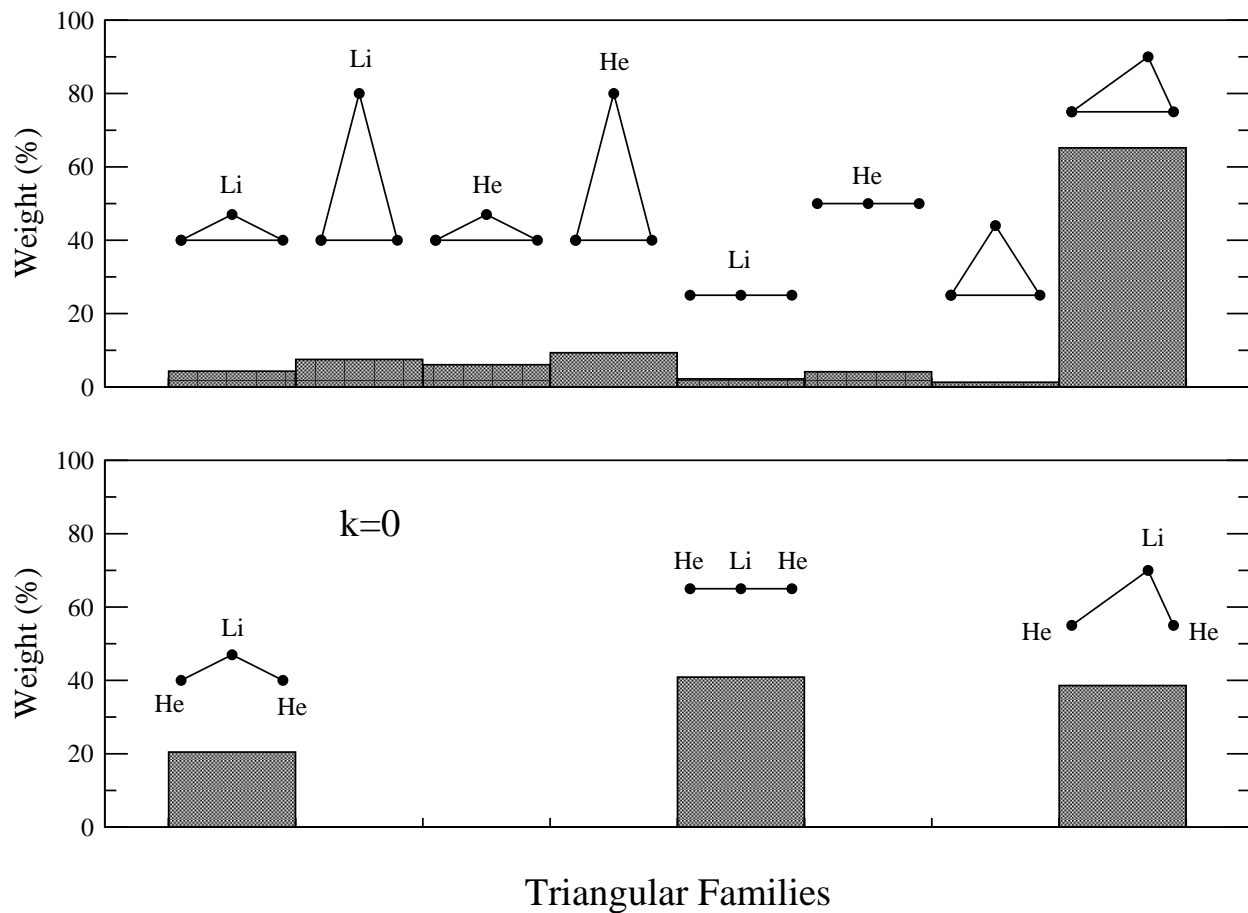 100
80
60
40
20
0
Weight (%)
Li
Li
He
He
Li
He
100
80
60
40
20
0
Weight (%)
k=0
Li
He
He
He Li He
Li
He
He
Triangular Families